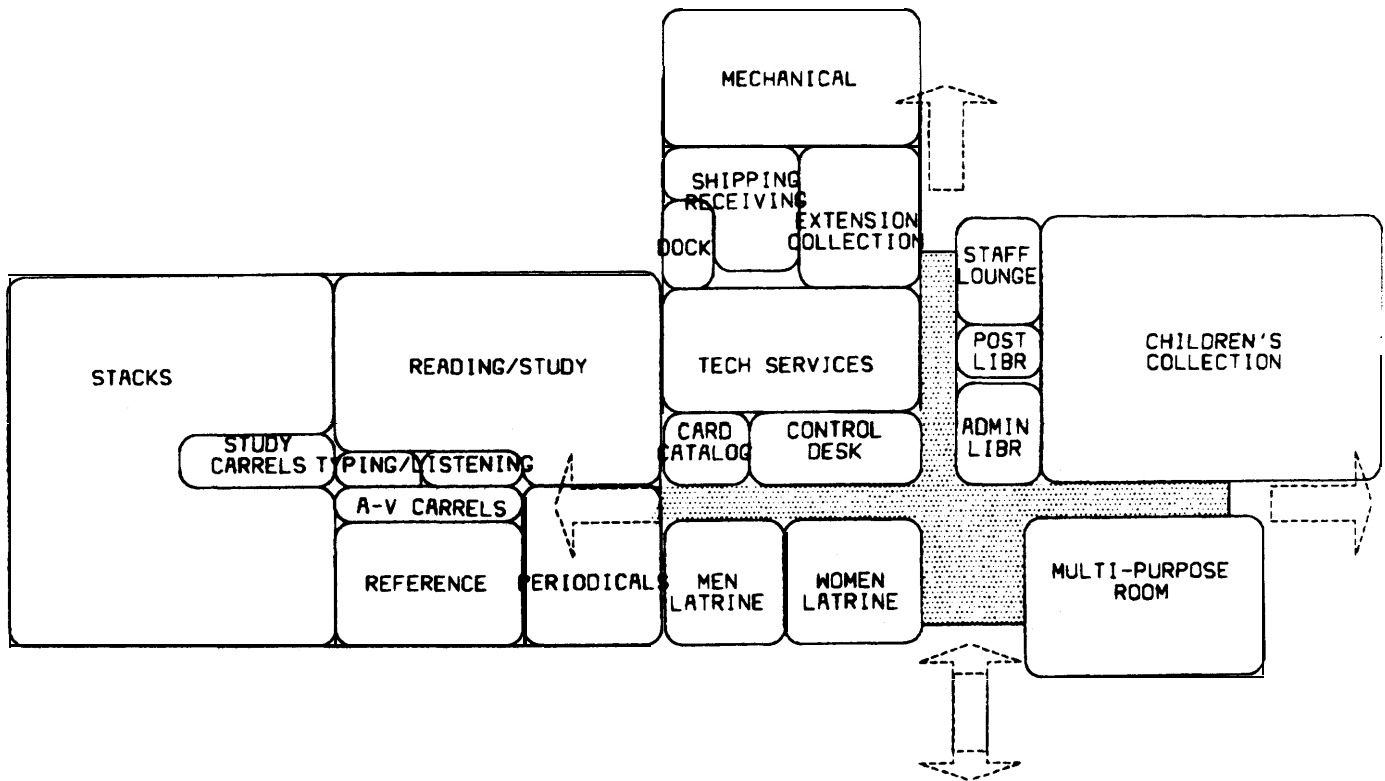 MECHANICAL
SHIPPING
RECEIVING
EXTENSION
COLLECTION
DOCK
STAFF
LOUNGE
POST
LIBR
ADMIN
LIBR
CHILDREN'S
COLLECTION
STACKS
READING/STUDY
TECH SERVICES
CARD
CATALOG
CONTROL
DESK
STUDY
CARRELS
TYPING/LISTENING
A-V CARRELS
REFERENCE
PERIODICALS
MEN
LATRINE
WOMEN
LATRINE
MULTI-PURPOSE
ROOM